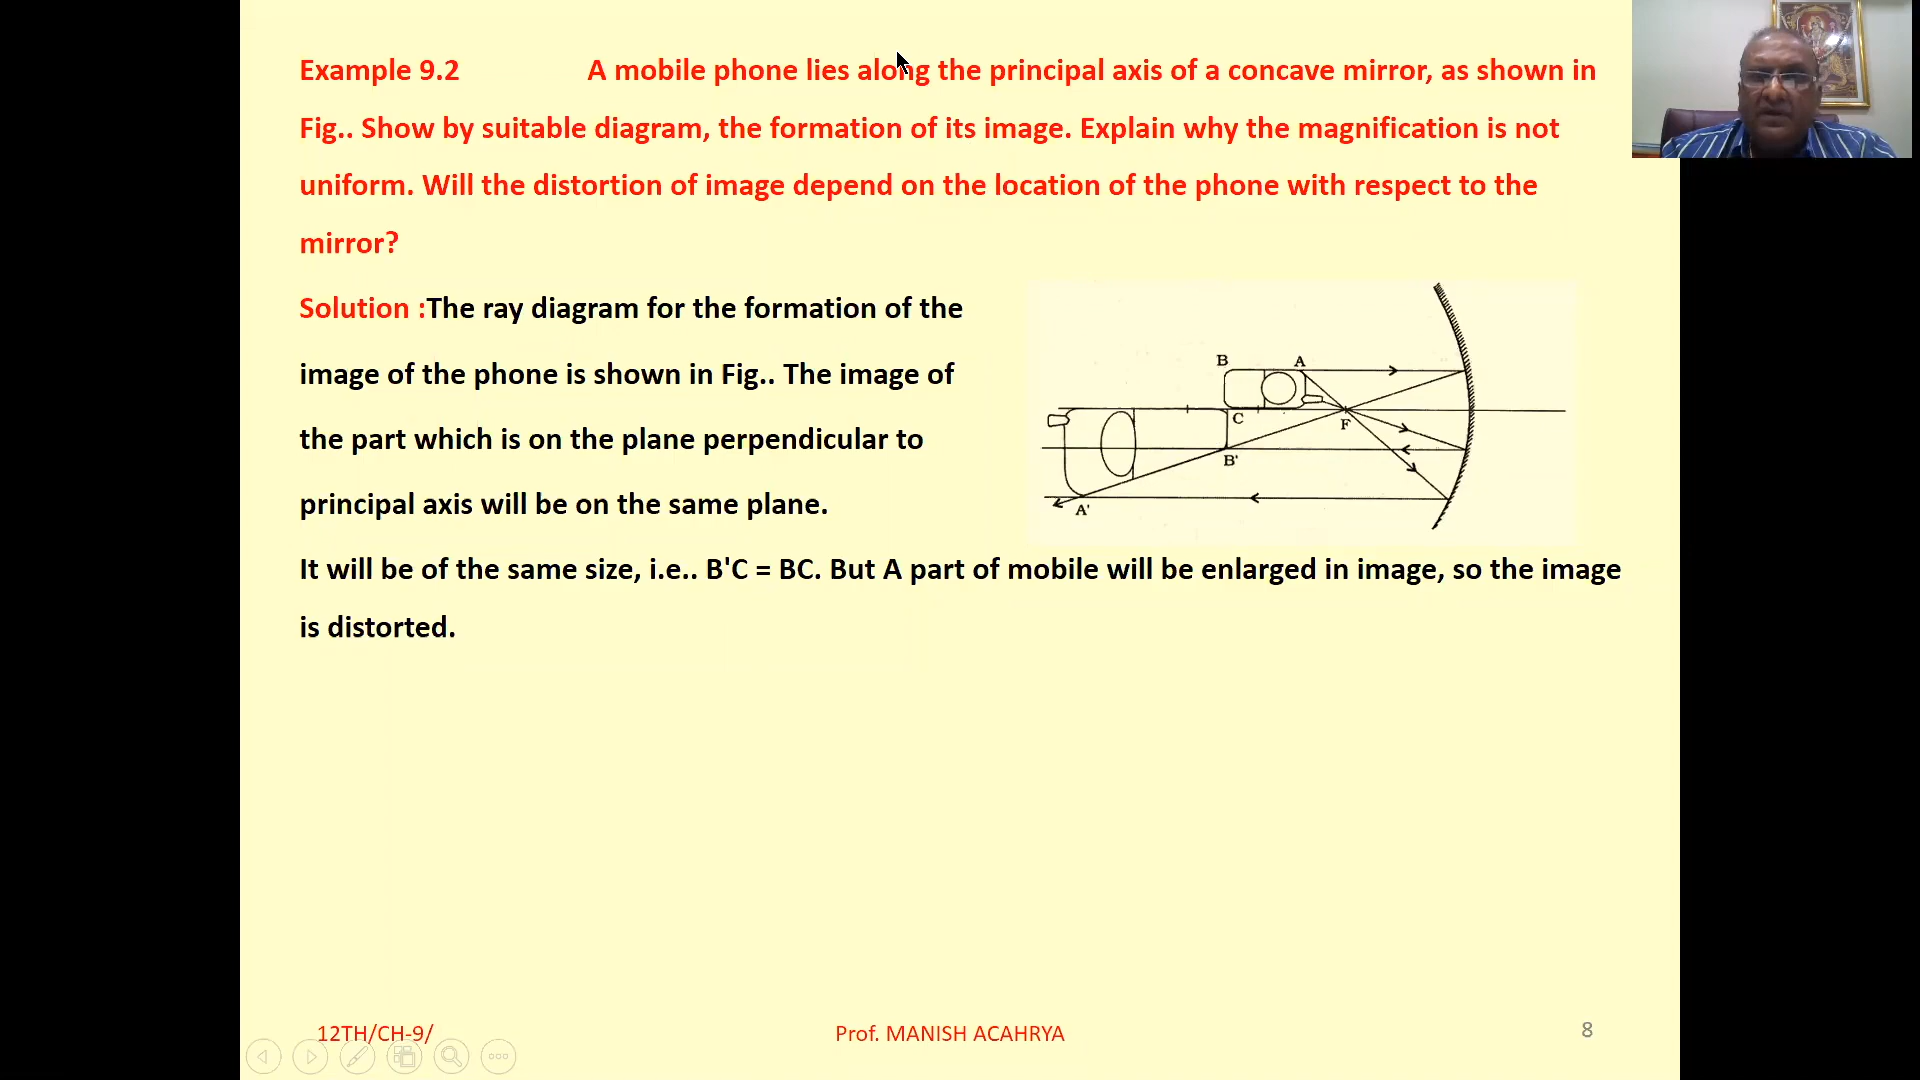 Example 9.2 A mobile phone lies along the principal axis of a concave mirror, as shown in
Fig.. Show by suitable diagram, the formation of its image. Explain why the magnification is not
uniform. Will the distortion of image depend on the location of the phone with respect to the
mirror?
Solution :The ray diagram for the formation of the
image of the phone is shown in Fig.. The image of
the part which is on the plane perpendicular to
principal axis will be on the same plane.
B A
C
F
B'
A'
It will be of the same size, i.e.. B'C = BC. But A part of mobile will be enlarged in image, so the image
is distorted.
12TH/CH-9/ Prof. MANISH ACAHRYA 8